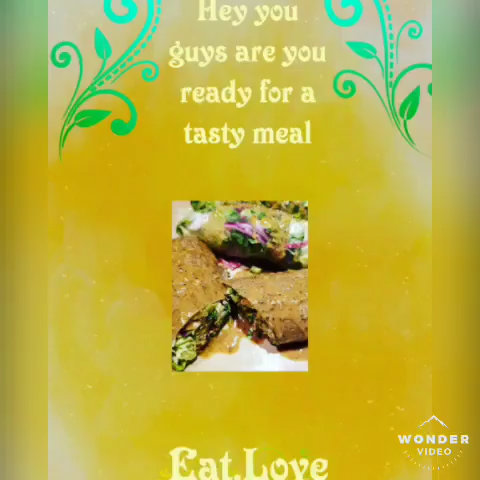 Hey you
guys are you
ready for a
tasty meal
Eat.Love
WONDER
VIDEO